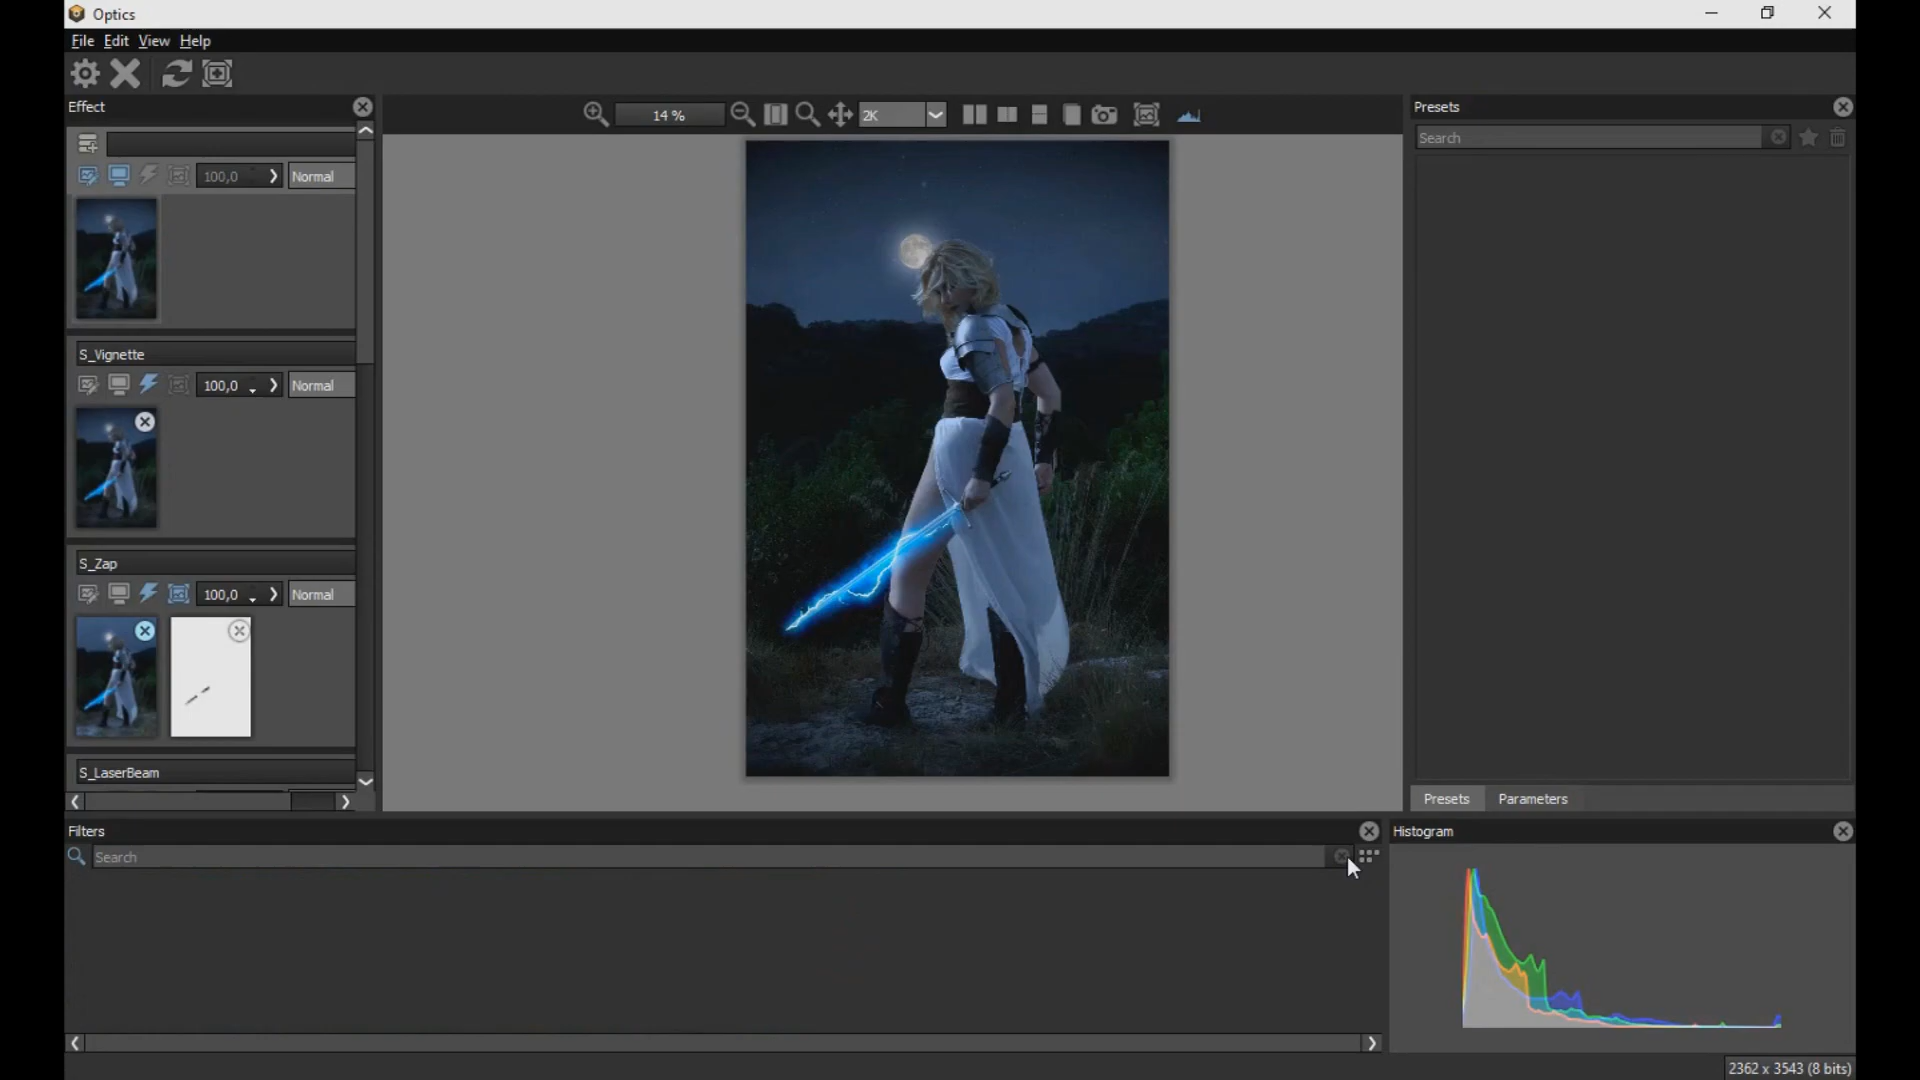 Optics
File Edit View Help
Effect
14 %
2K
Presets
Search
100,0 Normal
S_Vignette
100,0 Normal
S_Zap
100,0 Normal
S_LaserBeam
Presets Parameters
Filters
Search
Histogram
2362 x 3543 (8 bits)